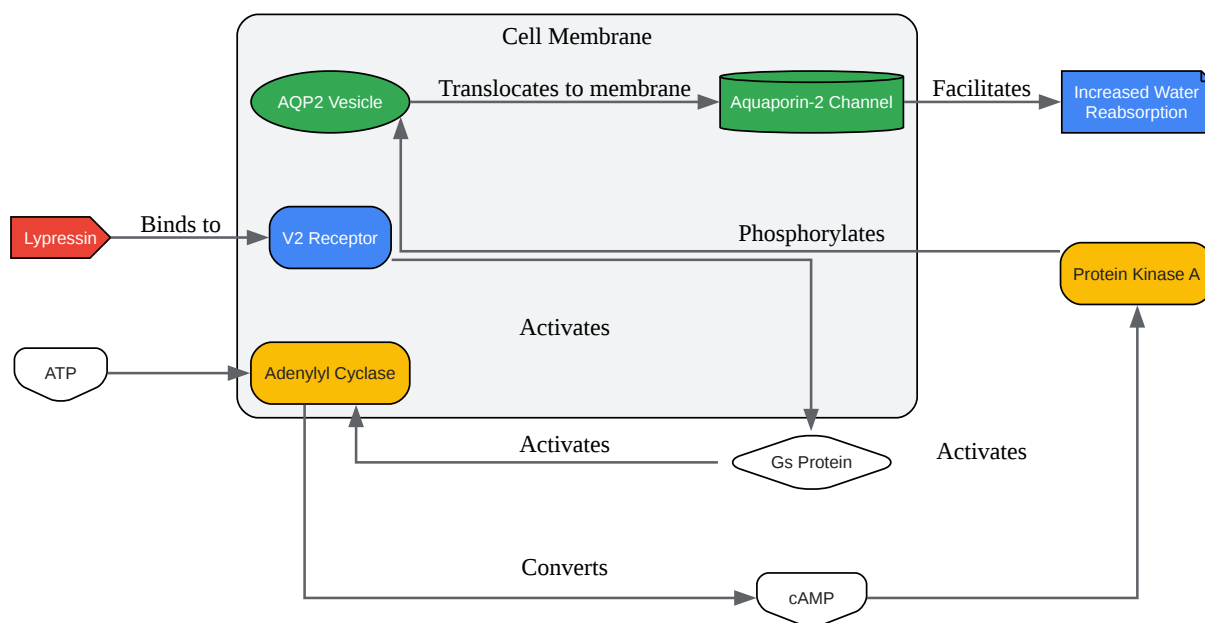 Cell Membrane
AQP2 Vesicle
Translocates to membrane
Aquaporin-2 Channel
Facilitates
Increased Water
Reabsorption
Lypressin
Binds to
V2 Receptor
Phosphorylates
Protein Kinase A
Activates
ATP
Adenylyl Cyclase
Activates
Gs Protein
Activates
Converts
cAMP